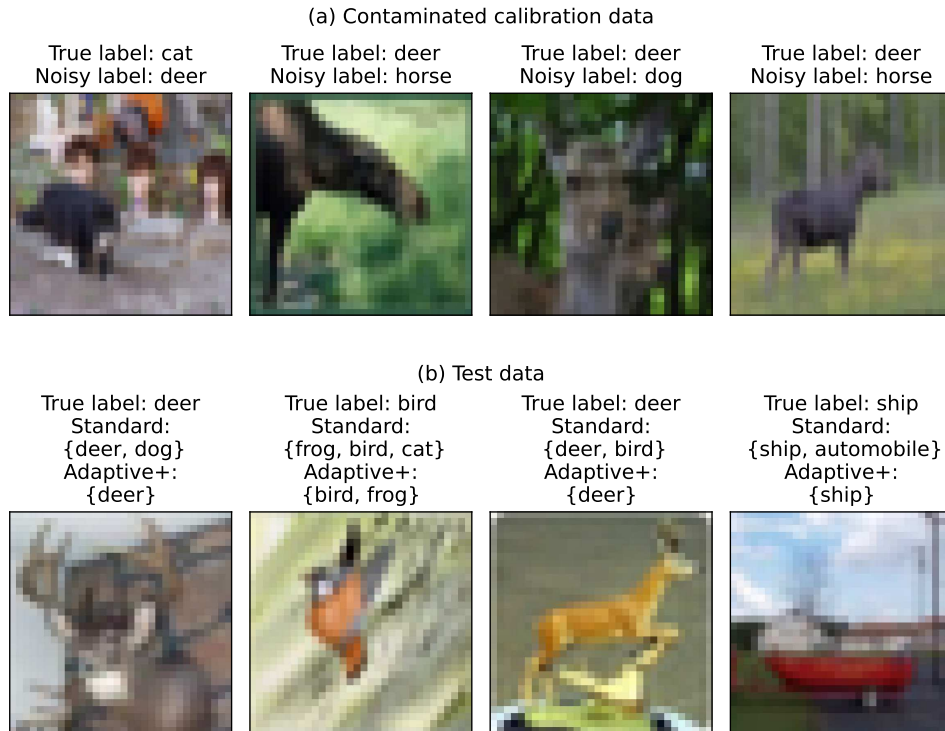 (a) Contaminated calibration data
True label: cat
Noisy label: deer
True label: deer
Noisy label: horse
True label: deer
Noisy label: dog
True label: deer
Noisy label: horse
(b) Test data
True label: deer
Standard:
{deer, dog}
Adaptive+:
{deer}
True label: bird
Standard:
{frog, bird, cat}
Adaptive+:
{bird, frog}
True label: deer
Standard:
{deer, bird}
Adaptive+:
{deer}
True label: ship
Standard:
{ship, automobile}
Adaptive+:
{ship}